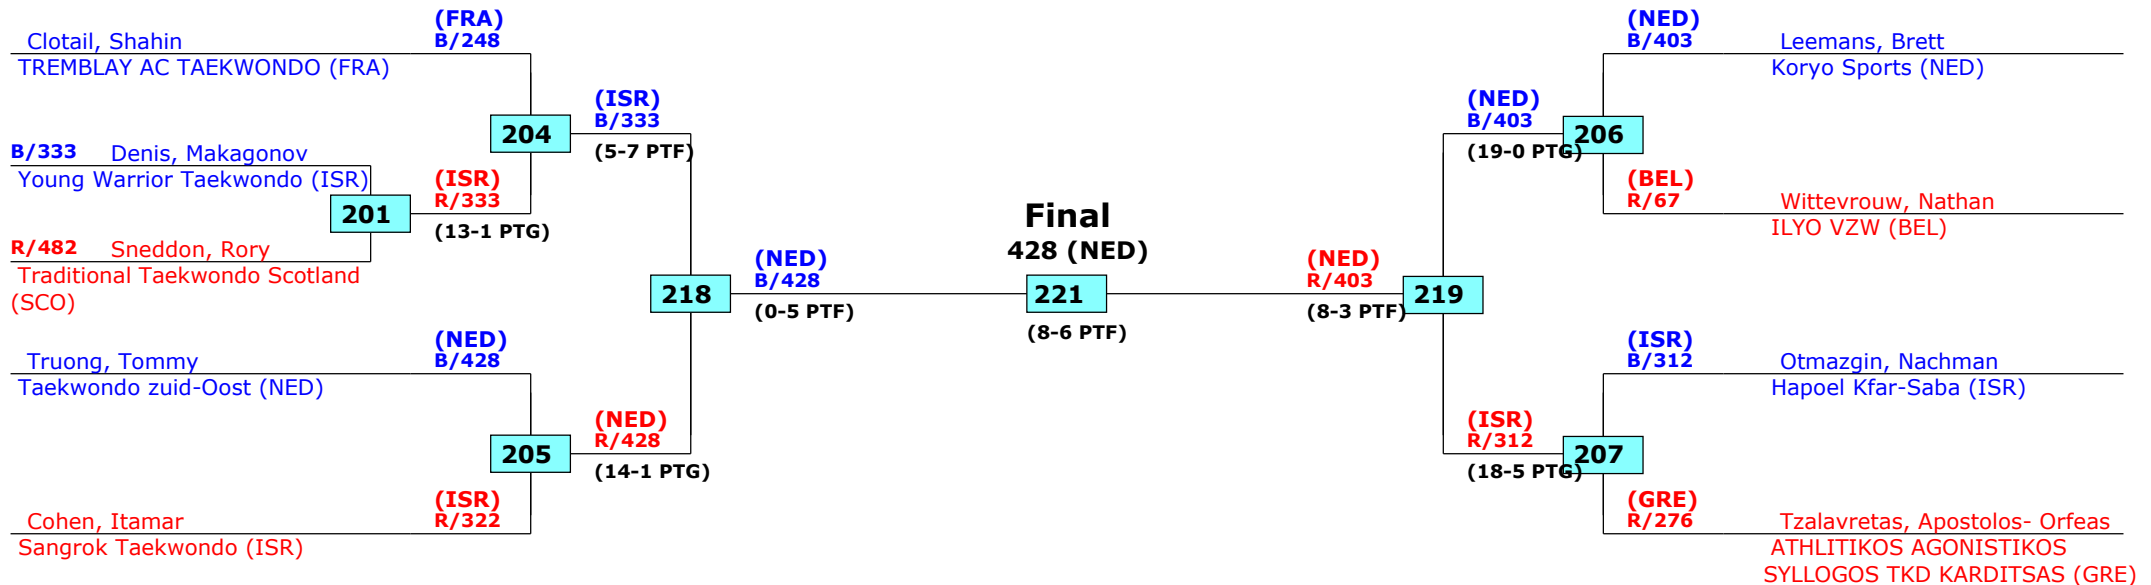 (FRA)
B/248
Clotail, Shahin
TREMBLAY AC TAEKWONDO (FRA)
204
(ISR)
B/333
(5-7 PTF)
B/333 Denis, Makagonov
Young Warrior Taekwondo (ISR)
201
(ISR)
R/333
(13-1 PTG)
R/482 Sneddon, Rory
Traditional Taekwondo Scotland
(SCO)
218
(NED)
B/428
(0-5 PTF)
(NED)
B/428
Truong, Tommy
Taekwondo zuid-Oost (NED)
205
(NED)
R/428
(14-1 PTG)
(ISR)
R/322
Cohen, Itamar
Sangrok Taekwondo (ISR)
Final
428 (NED)
221
(8-6 PTF)
(NED)
R/403
(8-3 PTF)
219
(NED)
B/403
(19-0 PTG)
206
(NED)
B/403
Leemans, Brett
Koryo Sports (NED)
(BEL)
R/67
Wittevrouw, Nathan
ILYO VZW (BEL)
(ISR)
R/312
(18-5 PTG)
207
(ISR)
B/312
Otmazgin, Nachman
Hapoel Kfar-Saba (ISR)
(GRE)
R/276
Tzalavretas, Apostolos- Orfeas
ATHLITIKOS AGONISTIKOS
SYLLOGOS TKD KARDITSAS (GRE)